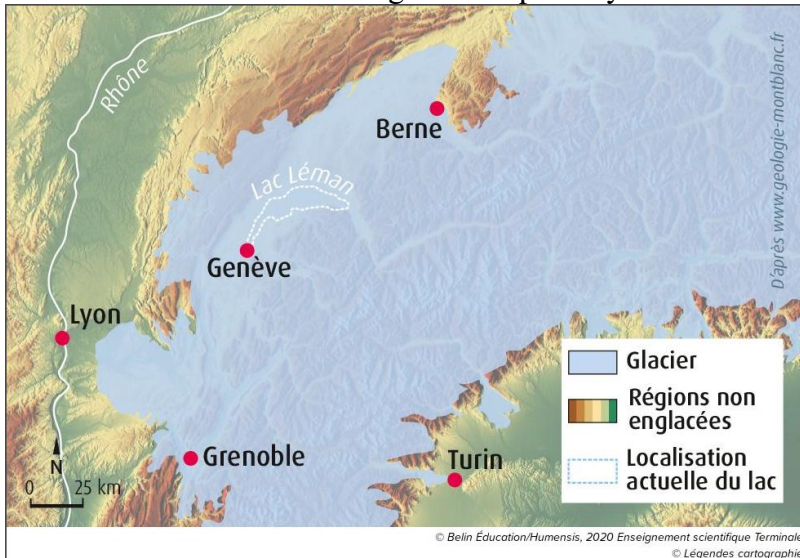 Rhône
D'après www.geologie-montblanc.fr
Berne
Lac Léman
Genève
Lyon
Glacier
Régions non
englacées
Localisation
actuelle du lac
Grenoble
Turin
N
0 25 km
© Belin Éducation/Humensis, 2020 Enseignement scientifique Terminale
© Légendes cartographie